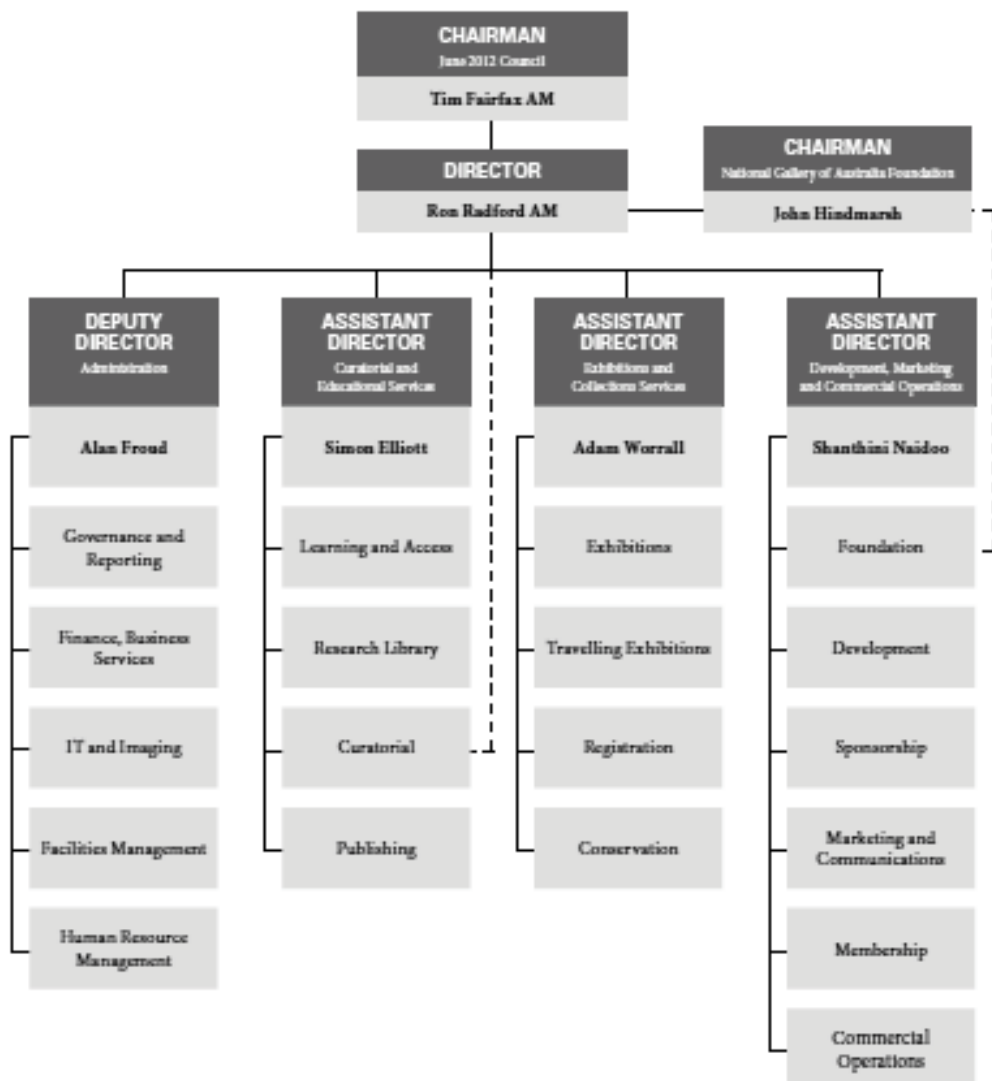 CHAIRMAN
June 2012 Council
Tim Fairfax AM
DIRECTOR
Ron Radford AM
CHAIRMAN
National Gallery of Australia Foundation
John Hindmarsh
DEPUTY
DIRECTOR
Administration
Alan Froud
Governance and
Reporting
Finance, Business
Services
IT and Imaging
Facilities Management
Human Resource
Management
ASSISTANT
DIRECTOR
Curatorial and
Educational Services
Simon Elliott
Learning and Access
Research Library
Curatorial
Publishing
ASSISTANT
DIRECTOR
Exhibitions and
Collections Services
Adam Worrall
Exhibitions
Travelling Exhibitions
Registration
Conservation
ASSISTANT
DIRECTOR
Development, Marketing
and Commercial Operations
Shanthini Naidoo
Foundation
Development
Sponsorship
Marketing and
Communications
Membership
Commercial
Operations